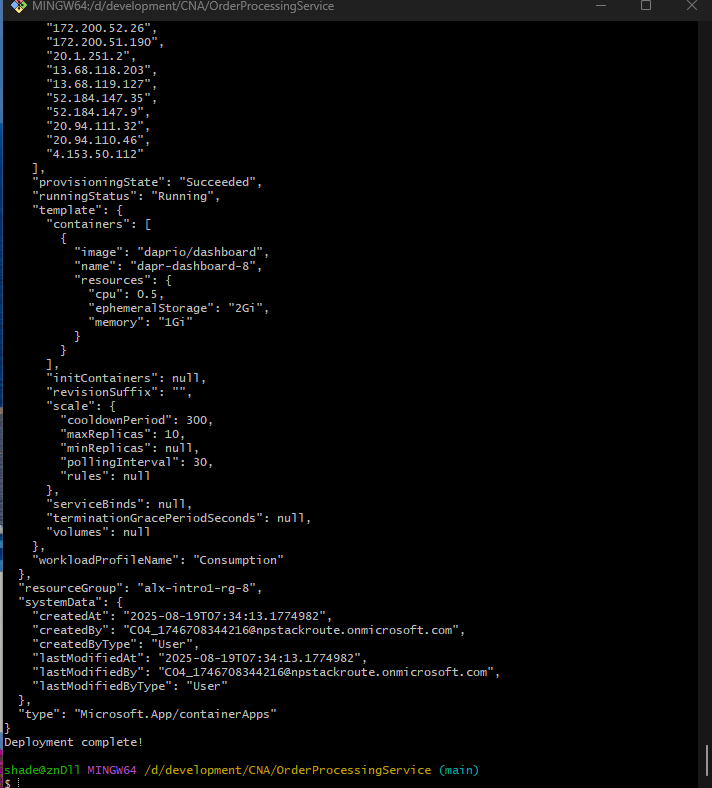 MINGW64:/d/development/CNA/OrderProcessingService
"172.200.52.26",
"172.200.51.190",
"20.1.251.2",
"13.68.118.203",
"13.68.119.127",
"52.184.147.35",
"52.184.147.9",
"20.94.111.32",
"20.94.110.46",
"4.153.50.112"
],
"provisioningState": "Succeeded",
"runningStatus": "Running",
"template": {
"containers": [
{
"image": "daprio/dashboard",
"name": "dapr-dashboard-8",
"resources": {
"cpu": 0.5,
"ephemeralStorage": "2Gi",
"memory": "1Gi"
}
}
],
"initContainers": null,
"revisionSuffix": "",
"scale": {
"cooldownPeriod": 300,
"maxReplicas": 10,
"minReplicas": null,
"pollingInterval": 30,
"rules": null
},
"serviceBinds": null,
"terminationGracePeriodSeconds": null,
"volumes": null
},
"workloadProfileName": "Consumption"
},
"resourceGroup": "alx-intro1-rg-8",
"systemData": {
"createdAt": "2025-08-19T07:34:13.1774982",
"createdBy": "C04_1746708344216@npstackroute.onmicrosoft.com",
"createdByType": "User",
"lastModifiedAt": "2025-08-19T07:34:13.1774982",
"lastModifiedBy": "C04_1746708344216@npstackroute.onmicrosoft.com",
"lastModifiedByType": "User"
},
"type": "Microsoft.App/containerApps"
}
Deployment complete!
shade@znDll MINGW64 /d/development/CNA/OrderProcessingService (main)
$